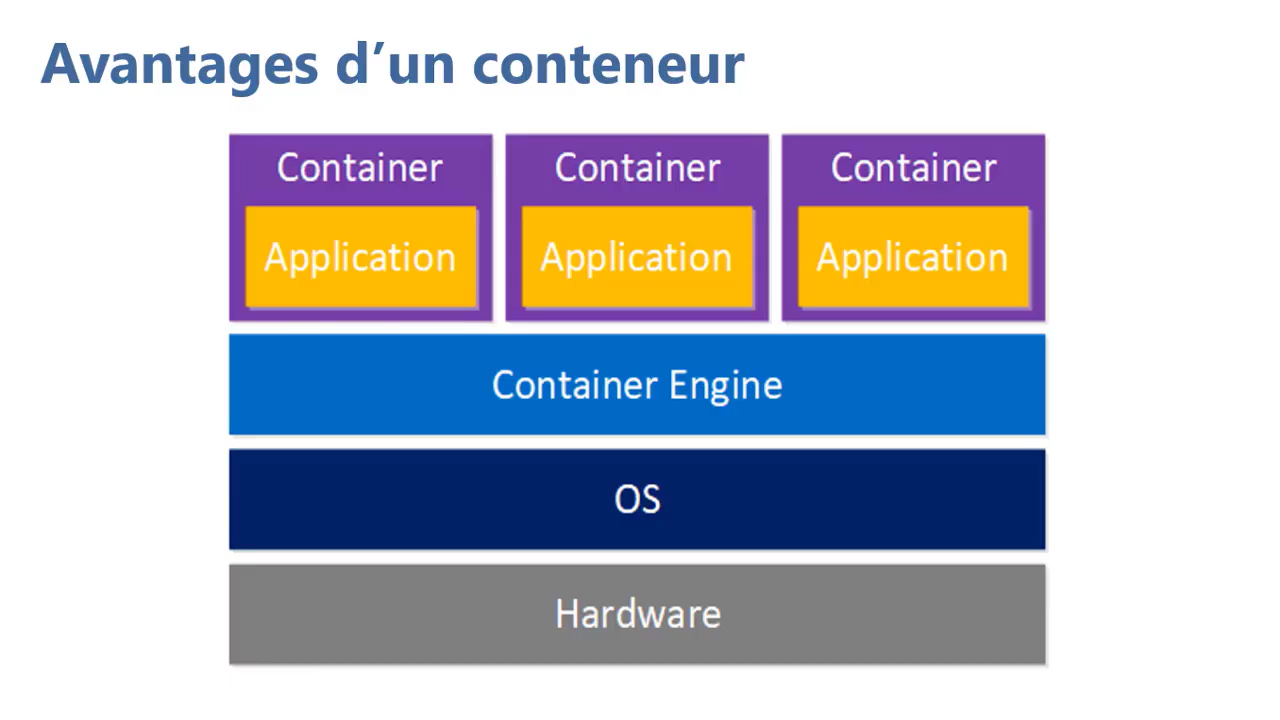 Avantages d’un conteneur
Container Container Container
Application Application Application
Container Engine
OS
Hardware